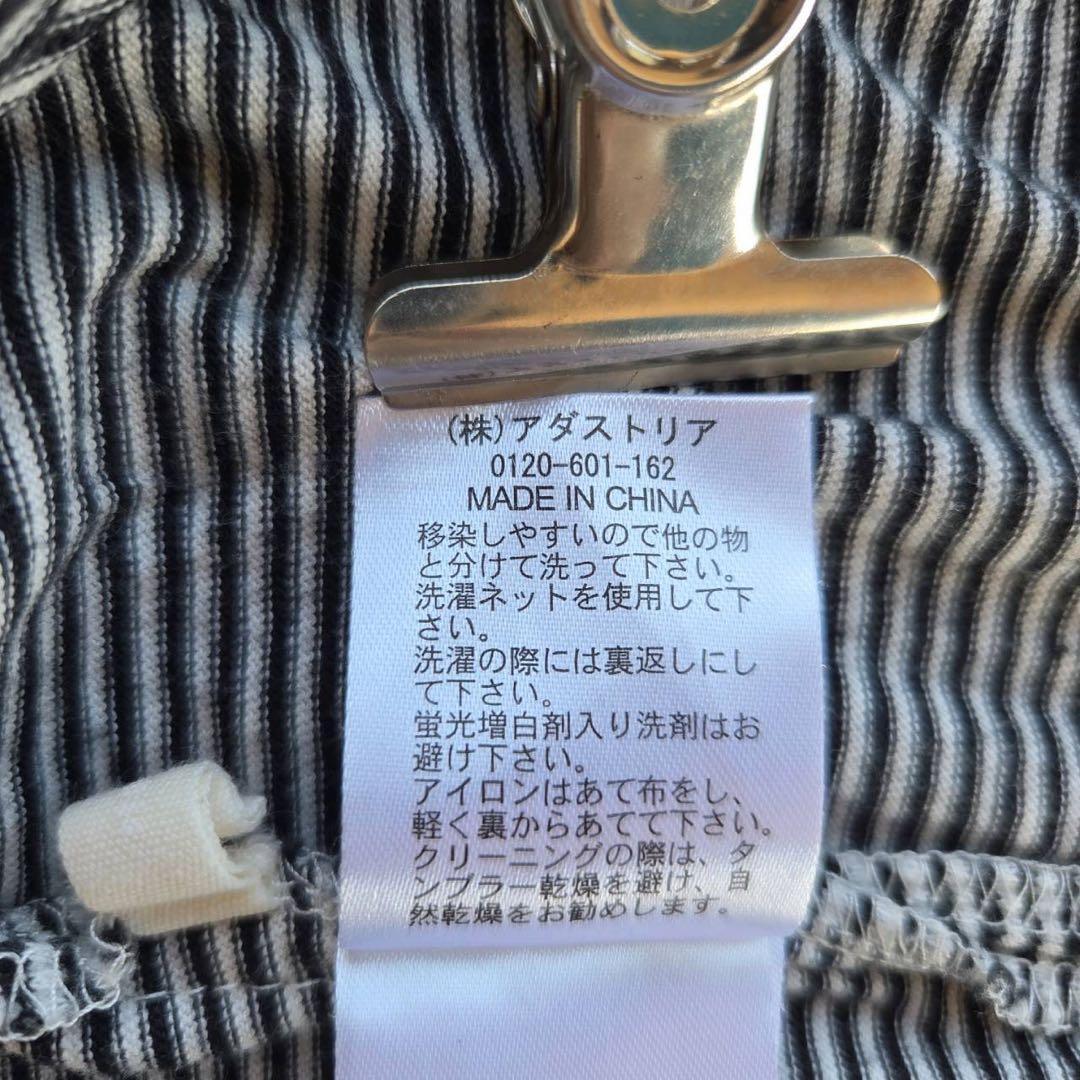 (株)アダストリア
0120-601-162
MADE IN CHINA
移染しやすいので他の物
と分けて洗って下さい。
洗濯ネットを使用して下
さい。
洗濯の際には裏返しにし
て下さい。
蛍光増白剤入り洗剤はお
避け下さい。
アイロンはあて布をし、
軽く裏からあてて下さい。
クリーニングの際は、タ
ンブラー乾燥を避け、自
然乾燥をお勧めします。